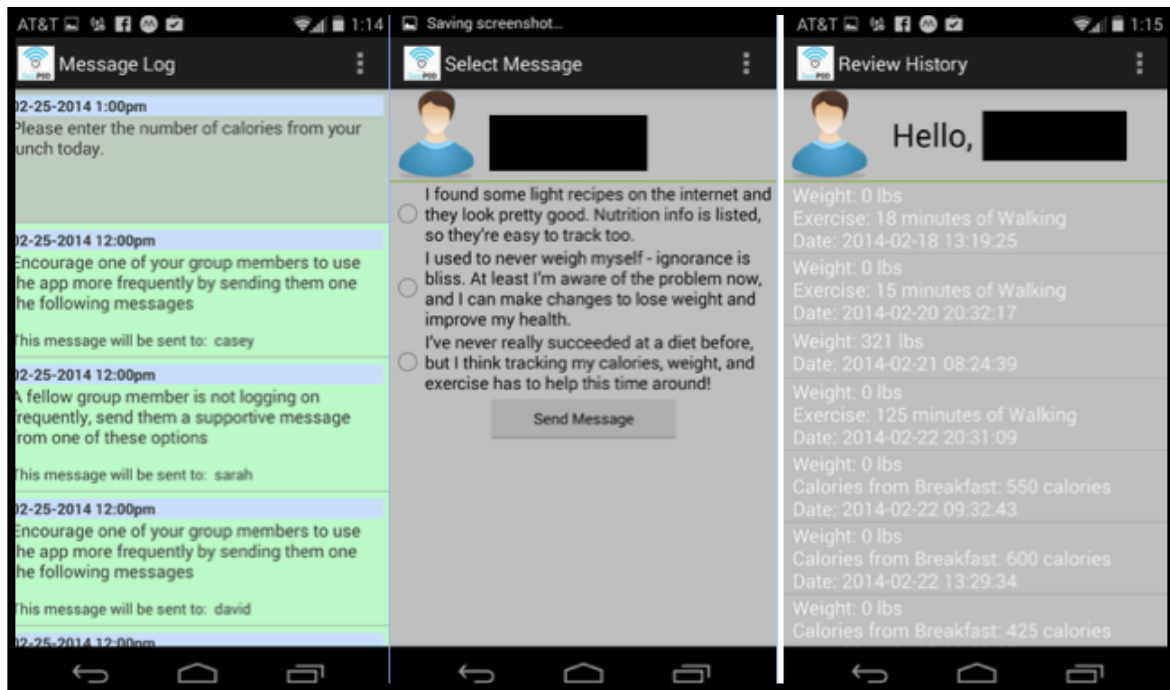 AT&T 1:14
Message Log
02-25-2014 1:00pm
Please enter the number of calories from your
lunch today.
02-25-2014 12:00pm
Encourage one of your group members to use
the app more frequently by sending them one
the following messages
This message will be sent to: casey
02-25-2014 12:00pm
A fellow group member is not logging on
frequently, send them a supportive message
from one of these options
This message will be sent to: sarah
02-25-2014 12:00pm
Encourage one of your group members to use
the app more frequently by sending them one
the following messages
This message will be sent to: david
02-25-2014 12:00pm
Saving screenshot...
Select Message
I found some light recipes on the internet and
they look pretty good. Nutrition info is listed,
so they're easy to track too.
I used to never weigh myself - ignorance is
bliss. At least I'm aware of the problem now,
and I can make changes to lose weight and
improve my health.
I've never really succeeded at a diet before,
but I think tracking my calories, weight, and
exercise has to help this time around!
Send Message
AT&T 1:15
Review History
Hello,
Weight: 0 lbs
Exercise: 18 minutes of Walking
Date: 2014-02-18 13:19:25
Weight: 0 lbs
Exercise: 15 minutes of Walking
Date: 2014-02-20 20:32:17
Weight: 321 lbs
Date: 2014-02-21 08:24:39
Weight: 0 lbs
Exercise: 125 minutes of Walking
Date: 2014-02-22 20:31:09
Weight: 0 lbs
Calories from Breakfast: 550 calories
Date: 2014-02-22 09:32:43
Weight: 0 lbs
Calories from Breakfast: 600 calories
Date: 2014-02-22 13:29:34
Weight: 0 lbs
Calories from Breakfast: 425 calories